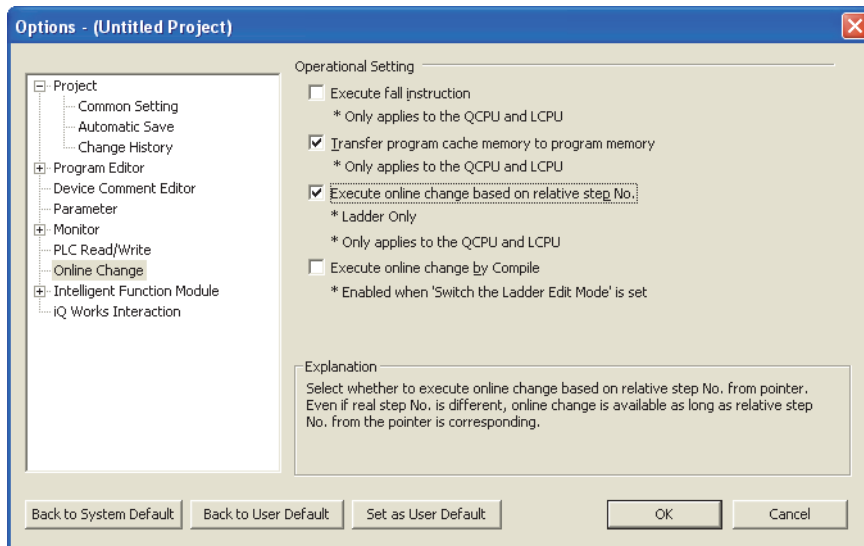 Options - (Untitled Project)
Project
Common Setting
Automatic Save
Change History
Program Editor
Device Comment Editor
Parameter
Monitor
PLC Read/Write
Online Change
Intelligent Function Module
iQ Works Interaction
Operational Setting
Execute fall instruction
* Only applies to the QCPU and LCPU
Transfer program cache memory to program memory
* Only applies to the QCPU and LCPU
Execute online change based on relative step No.
* Ladder Only
* Only applies to the QCPU and LCPU
Execute online change by Compile
* Enabled when 'Switch the Ladder Edit Mode' is set
Explanation
Select whether to execute online change based on relative step No. from pointer.
Even if real step No. is different, online change is available as long as relative step
No. from the pointer is corresponding.
Back to System Default
Back to User Default
Set as User Default
OK
Cancel